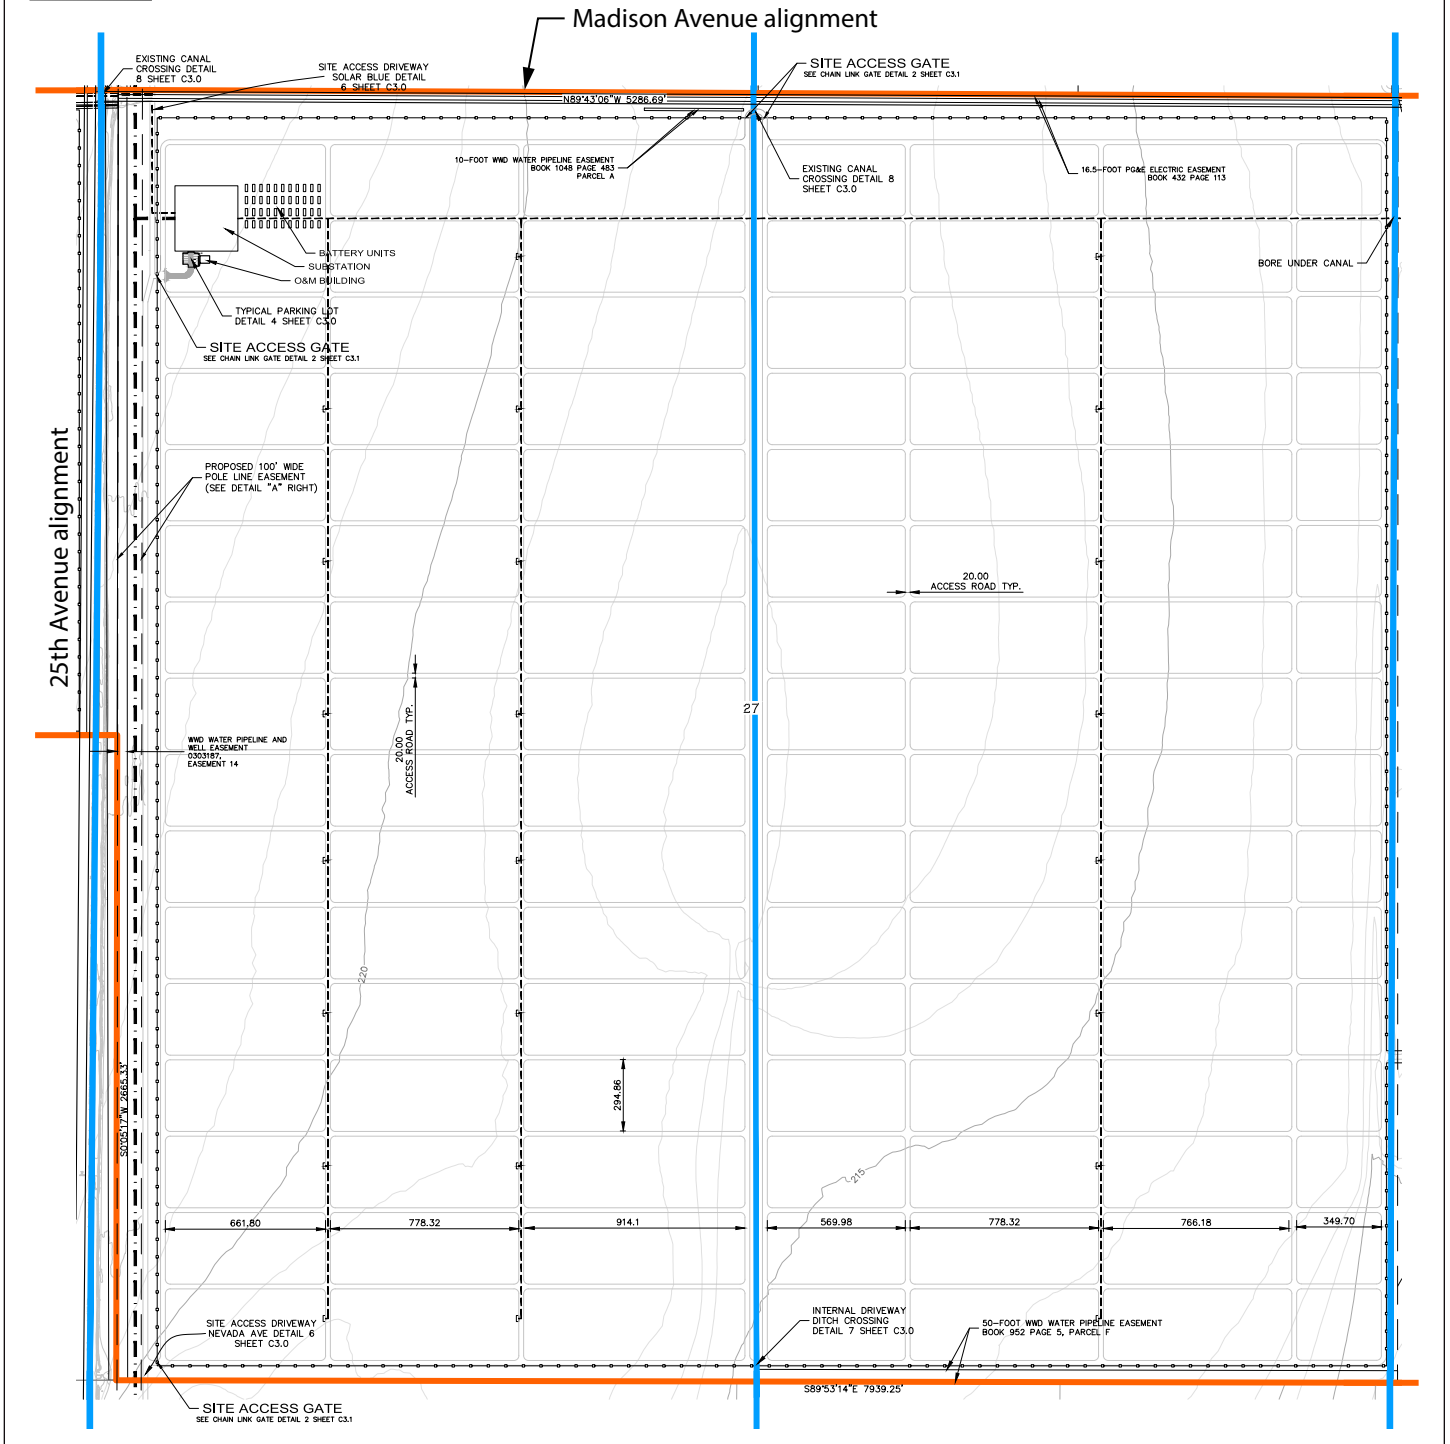 Madison Avenue alignment
EXISTING CANAL
CROSSING DETAIL
8 SHEET C3.0
SITE ACCESS DRIVEWAY
SOLAR BLUE DETAIL
6 SHEET C3.0
SITE ACCESS GATE
SEE CHAIN LINK GATE DETAIL 2 SHEET C3.1
N89°43'06"W 5286.69'
10-FOOT WWD WATER PIPELINE EASEMENT
BOOK 1048 PAGE 483
PARCEL A
EXISTING CANAL
CROSSING DETAIL 8
SHEET C3.0
16.5-FOOT PG&E ELECTRIC EASEMENT
BOOK 432 PAGE 113
BATTERY UNITS
SUBSTATION
O&M BUILDING
BORE UNDER CANAL
TYPICAL PARKING LOT
DETAIL 4 SHEET C3.0
SITE ACCESS GATE
SEE CHAIN LINK GATE DETAIL 2 SHEET C3.1
25th Avenue alignment
PROPOSED 100' WIDE
POLE LINE EASEMENT
(SEE DETAIL "A" RIGHT)
20.00
ACCESS ROAD TYP.
20.00
ACCESS ROAD TYP.
27
WWD WATER PIPELINE AND
WELL EASEMENT
0303187,
EASEMENT 14
220
S0°05'17"W 2665.33'
294.86
215
661.80
778.32
914.1
569.98
778.32
766.18
349.70
SITE ACCESS DRIVEWAY
NEVADA AVE DETAIL 6
SHEET C3.0
INTERNAL DRIVEWAY
DITCH CROSSING
DETAIL 7 SHEET C3.0
50-FOOT WWD WATER PIPELINE EASEMENT
BOOK 952 PAGE 5, PARCEL F
S89°53'14"E 7939.25'
SITE ACCESS GATE
SEE CHAIN LINK GATE DETAIL 2 SHEET C3.1